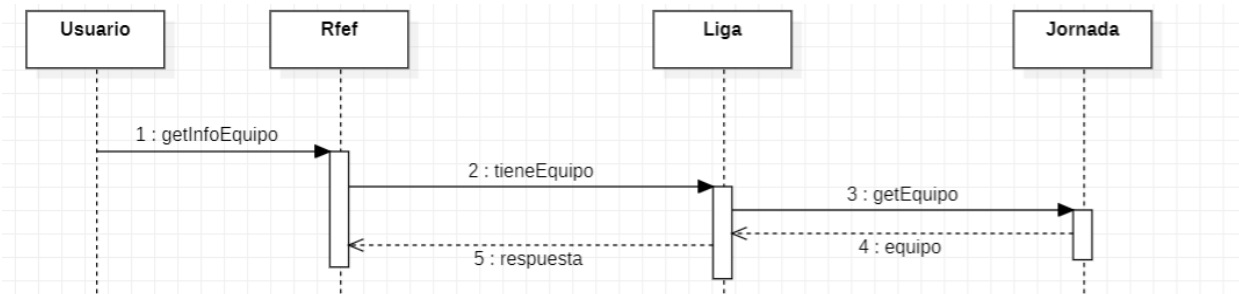 Usuario
Rfef
Liga
Jornada
1 : getInfoEquipo
2 : tieneEquipo
3 : getEquipo
4 : equipo
5 : respuesta